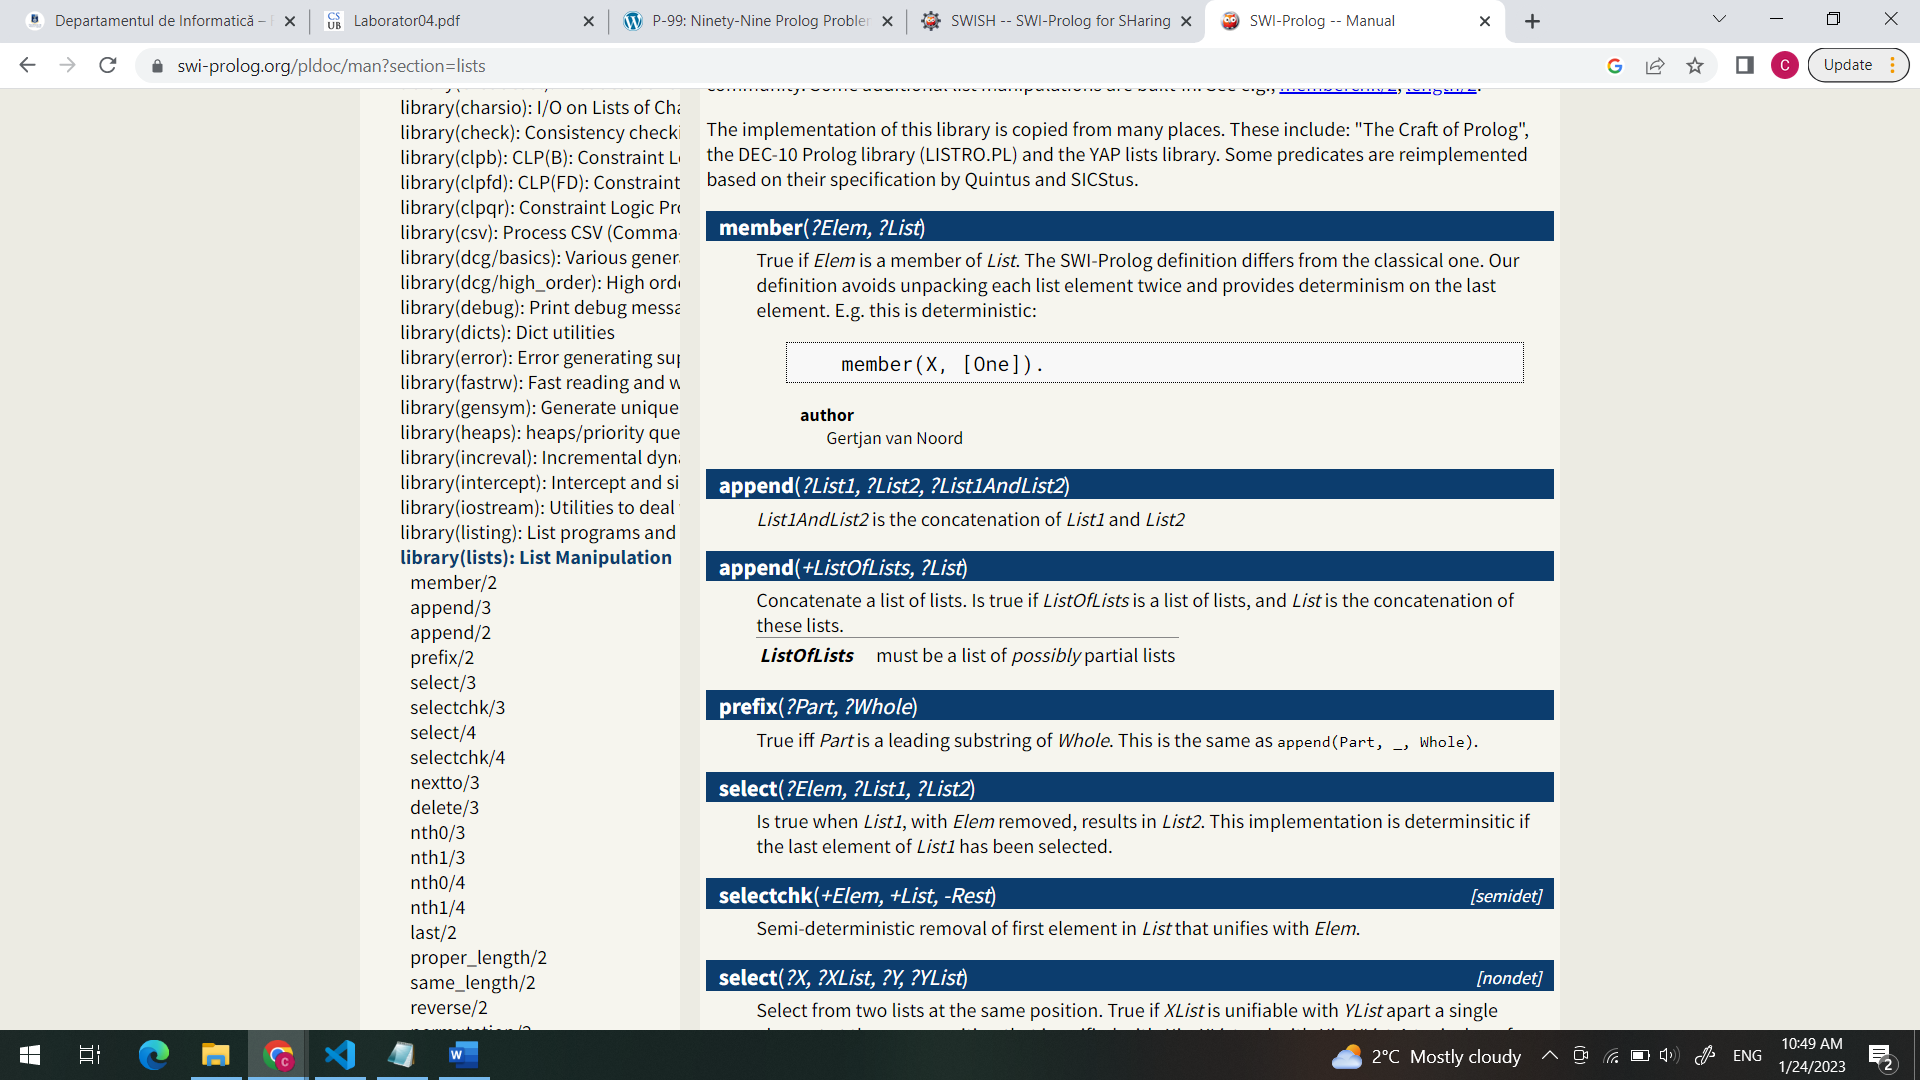 Departamentul de Informatică –
Laborator04.pdf
P-99: Ninety-Nine Prolog Probler
SWISH -- SWI-Prolog for SHaring
SWI-Prolog -- Manual
swi-prolog.org/pldoc/man?section=lists
C
Update
library(charsio): I/O on Lists of Cha
library(check): Consistency checki
library(clpb): CLP(B): Constraint L
library(clpfd): CLP(FD): Constraint
library(clpqr): Constraint Logic Pro
library(csv): Process CSV (Comma-
library(dcg/basics): Various gener
library(dcg/high_order): High orde
library(debug): Print debug messa
library(dicts): Dict utilities
library(error): Error generating sup
library(fastrw): Fast reading and w
library(gensym): Generate unique
library(heaps): heaps/priority que
library(increval): Incremental dyna
library(intercept): Intercept and si
library(iostream): Utilities to deal
library(listing): List programs and
library(lists): List Manipulation
member/2
append/3
append/2
prefix/2
select/3
selectchk/3
select/4
selectchk/4
nextto/3
delete/3
nth0/3
nth1/3
nth0/4
nth1/4
last/2
proper_length/2
same_length/2
reverse/2
The implementation of this library is copied from many places. These include: "The Craft of Prolog",
the DEC-10 Prolog library (LISTRO.PL) and the YAP lists library. Some predicates are reimplemented
based on their specification by Quintus and SICStus.
member(?Elem, ?List)
True if Elem is a member of List. The SWI-Prolog definition differs from the classical one. Our
definition avoids unpacking each list element twice and provides determinism on the last
element. E.g. this is deterministic:
member(X, [One]).
author
Gertjan van Noord
append(?List1, ?List2, ?List1AndList2)
List1AndList2 is the concatenation of List1 and List2
append(+ListOfLists, ?List)
Concatenate a list of lists. Is true if ListOfLists is a list of lists, and List is the concatenation of
these lists.
ListOfLists must be a list of possibly partial lists
prefix(?Part, ?Whole)
True iff Part is a leading substring of Whole. This is the same as append(Part, _, Whole).
select(?Elem, ?List1, ?List2)
Is true when List1, with Elem removed, results in List2. This implementation is determinsitic if
the last element of List1 has been selected.
selectchk(+Elem, +List, -Rest) [semidet]
Semi-deterministic removal of first element in List that unifies with Elem.
select(?X, ?XList, ?Y, ?YList) [nondet]
Select from two lists at the same position. True if XList is unifiable with YList apart a single
2°C Mostly cloudy
ENG
10:49 AM
1/24/2023
2